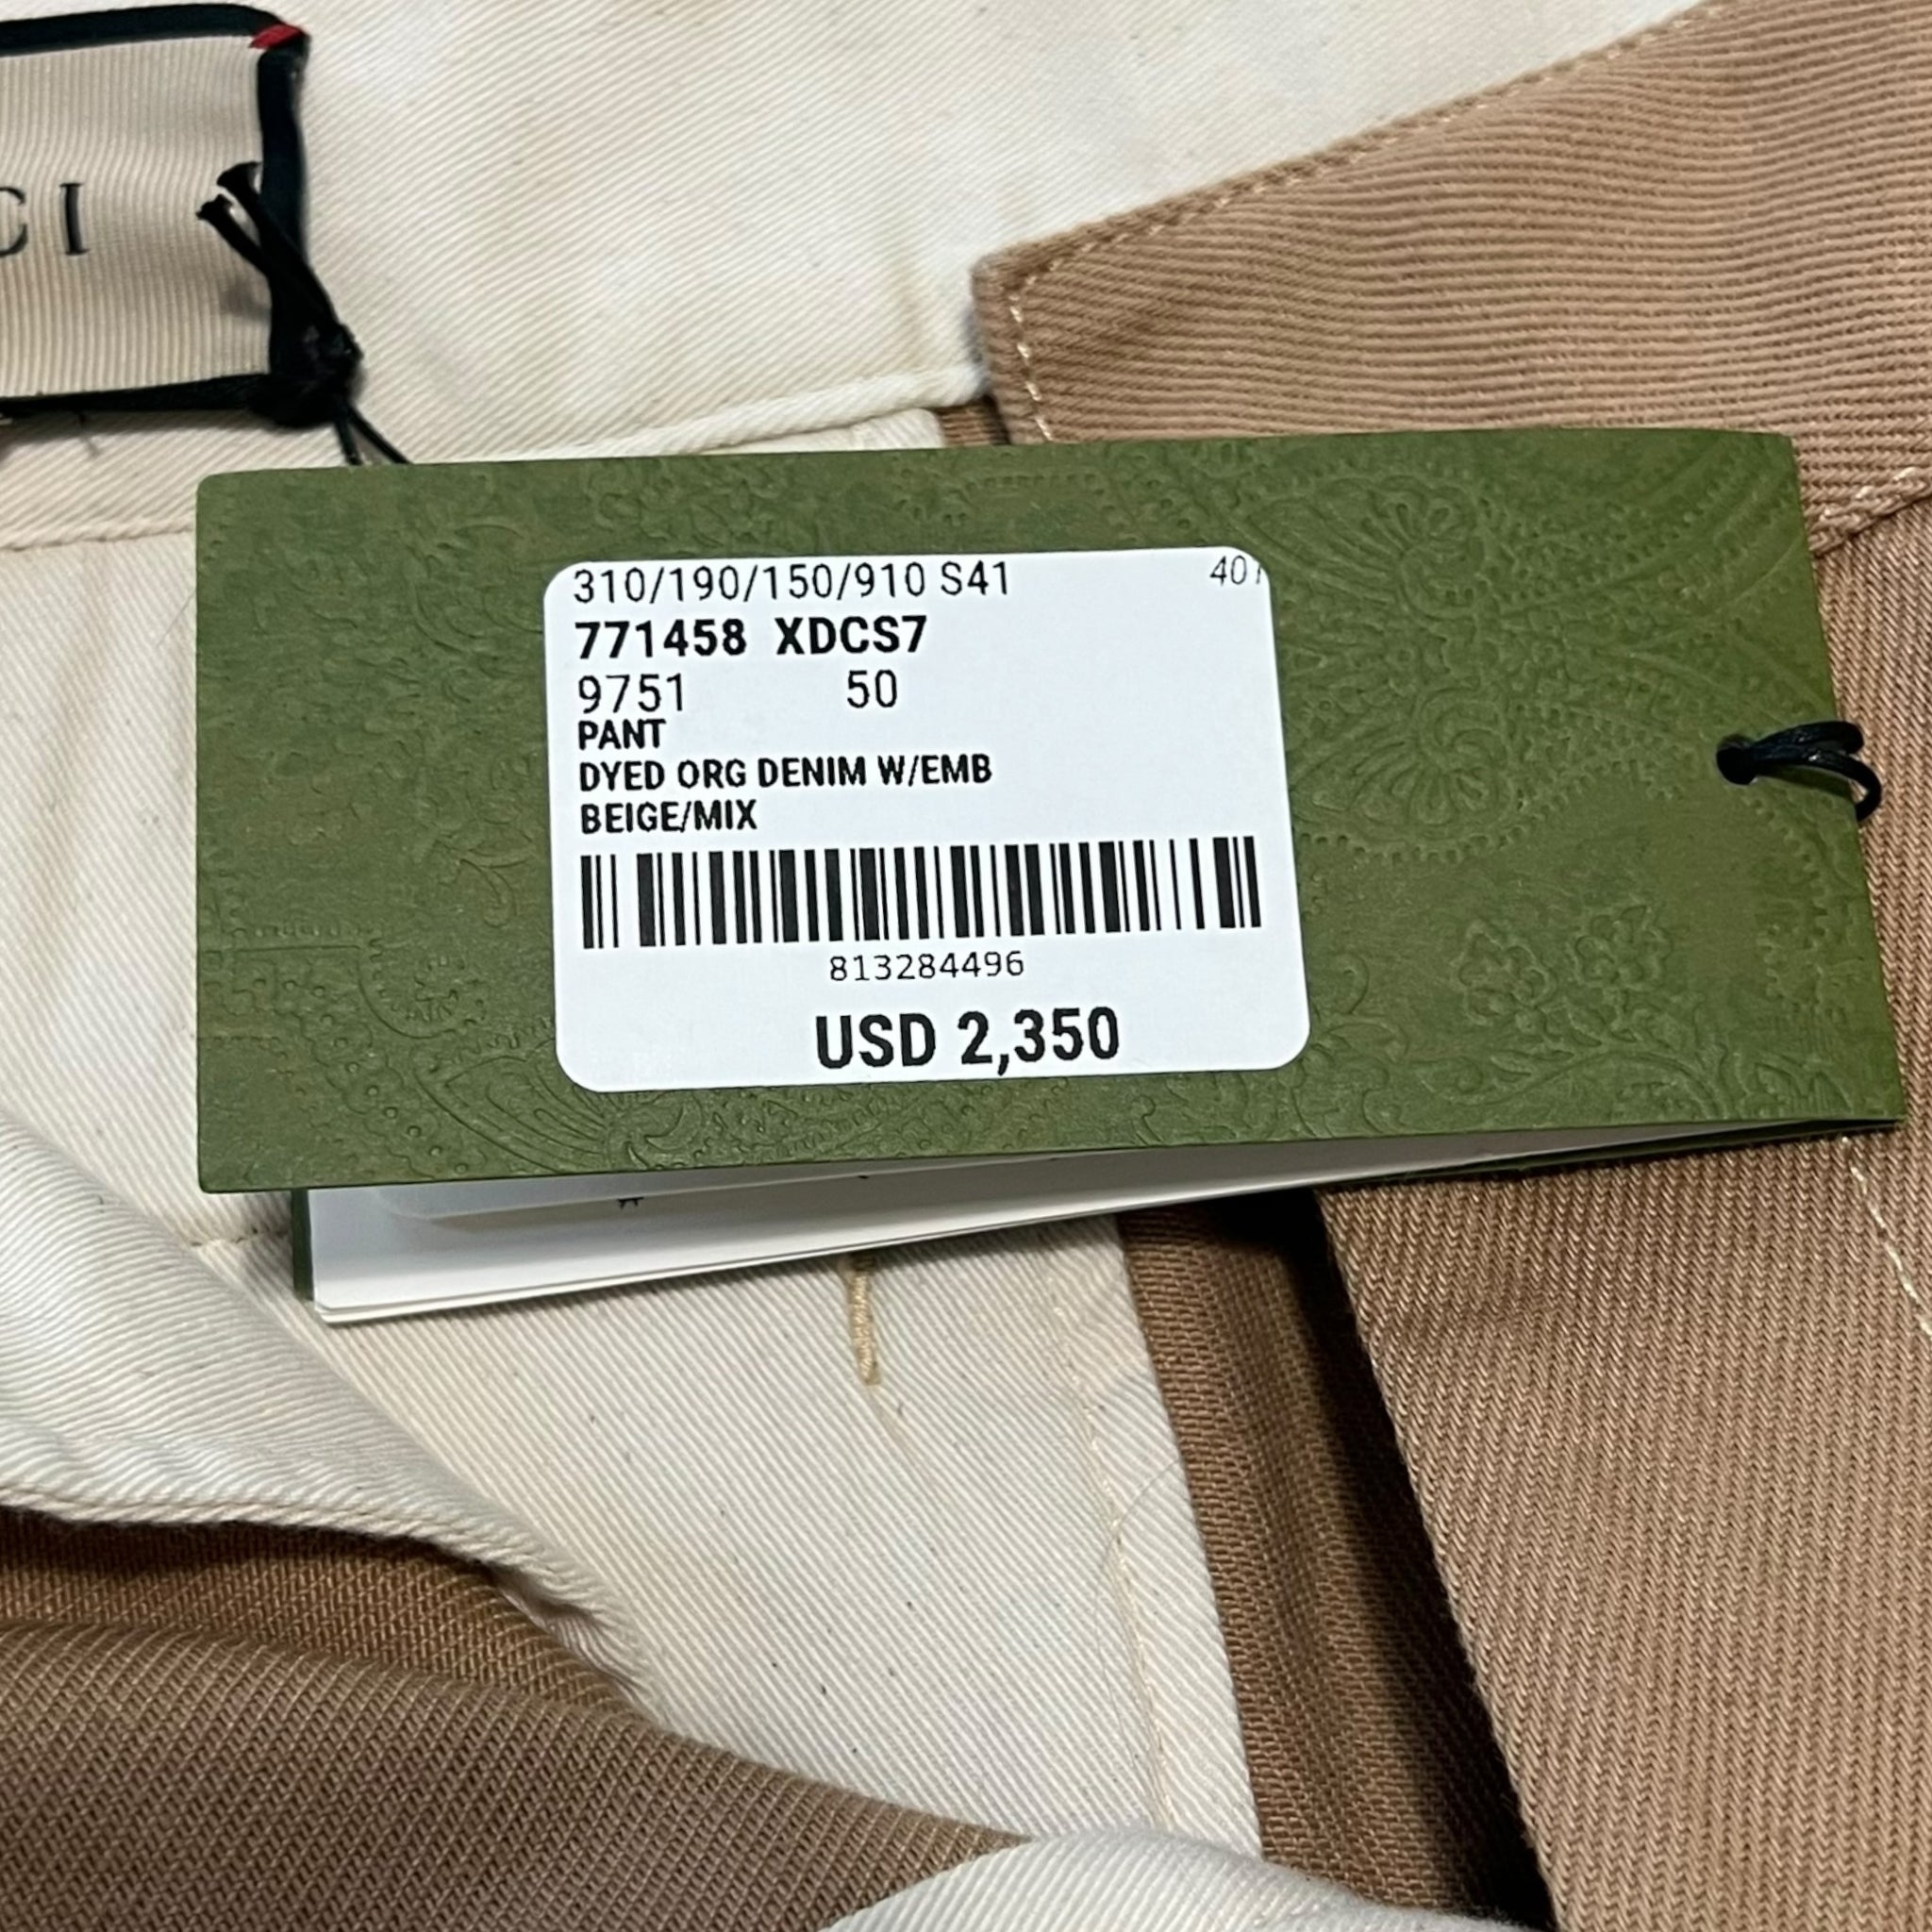 CI
310/190/150/910 S41 401
771458 XDCS7
9751 50
PANT
DYED ORG DENIM W/EMB
BEIGE/MIX
813284496
USD 2,350